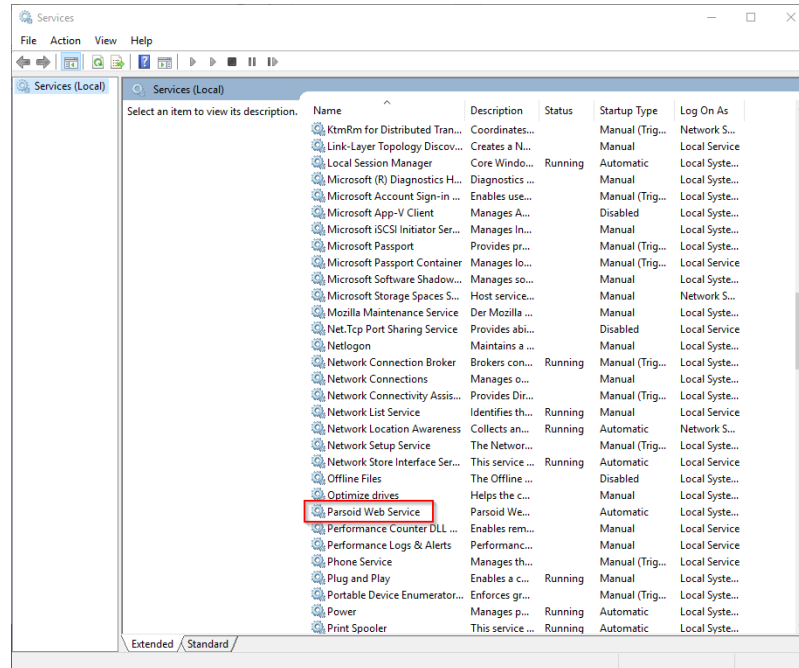 Services
File Action View Help
Services (Local)
Services (Local)
Select an item to view its description.
Name Description Status Startup Type Log On As
KtmRm for Distributed Tran... Coordinates... Manual (Trig... Network S...
Link-Layer Topology Discov... Creates a N... Manual Local Service
Local Session Manager Core Windo... Running Automatic Local Syste...
Microsoft (R) Diagnostics H... Diagnostics ... Manual Local Syste...
Microsoft Account Sign-in ... Enables use... Manual (Trig... Local Syste...
Microsoft App-V Client Manages A... Disabled Local Syste...
Microsoft iSCSI Initiator Ser... Manages In... Manual Local Syste...
Microsoft Passport Provides pr... Manual (Trig... Local Syste...
Microsoft Passport Container Manages lo... Manual (Trig... Local Service
Microsoft Software Shadow... Manages so... Manual Local Syste...
Microsoft Storage Spaces S... Host service... Manual Network S...
Mozilla Maintenance Service Der Mozilla ... Manual Local Syste...
Net.Tcp Port Sharing Service Provides abi... Disabled Local Service
Netlogon Maintains a ... Manual Local Syste...
Network Connection Broker Brokers con... Running Manual (Trig... Local Syste...
Network Connections Manages o... Manual Local Syste...
Network Connectivity Assis... Provides Dir... Manual (Trig... Local Syste...
Network List Service Identifies th... Running Manual Local Service
Network Location Awareness Collects an... Running Automatic Network S...
Network Setup Service The Networ... Manual (Trig... Local Syste...
Network Store Interface Ser... This service ... Running Automatic Local Service
Offline Files The Offline ... Disabled Local Syste...
Optimize drives Helps the c... Manual Local Syste...
Parsoid Web Service Parsoid We... Automatic Local Syste...
Performance Counter DLL ... Enables rem... Manual Local Service
Performance Logs & Alerts Performanc... Manual Local Service
Phone Service Manages th... Manual (Trig... Local Service
Plug and Play Enables a c... Running Manual Local Syste...
Portable Device Enumerator... Enforces gr... Manual (Trig... Local Syste...
Power Manages p... Running Automatic Local Syste...
Print Spooler This service ... Running Automatic Local Syste...
Extended Standard